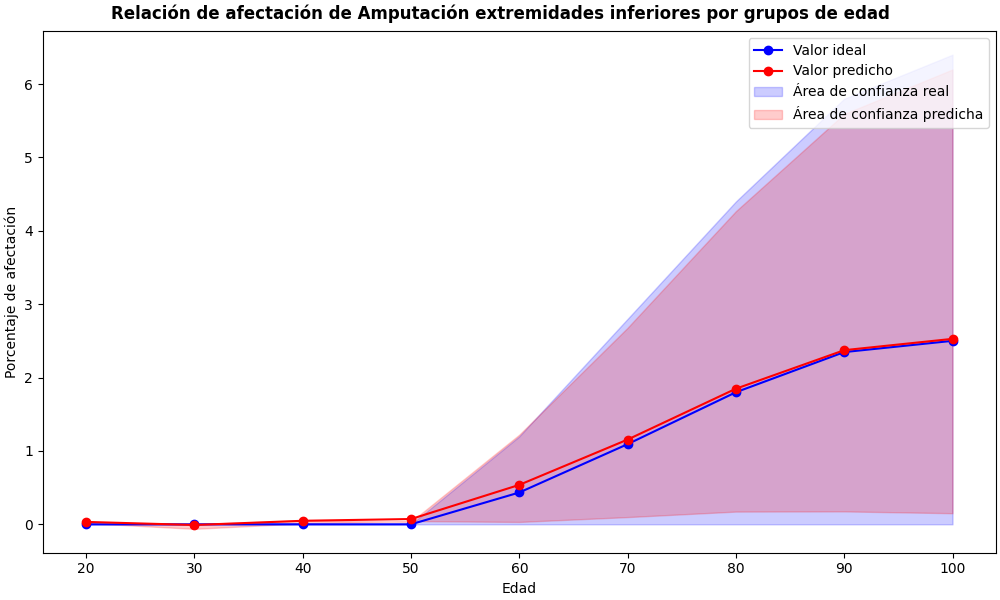 Relación de afectación de Amputación extremidades inferiores por grupos de edad
Valor ideal
Valor predicho
Área de confianza real
Área de confianza predicha
Porcentaje de afectación
6
5
4
3
2
1
0
20 30 40 50 60 70 80 90 100
Edad